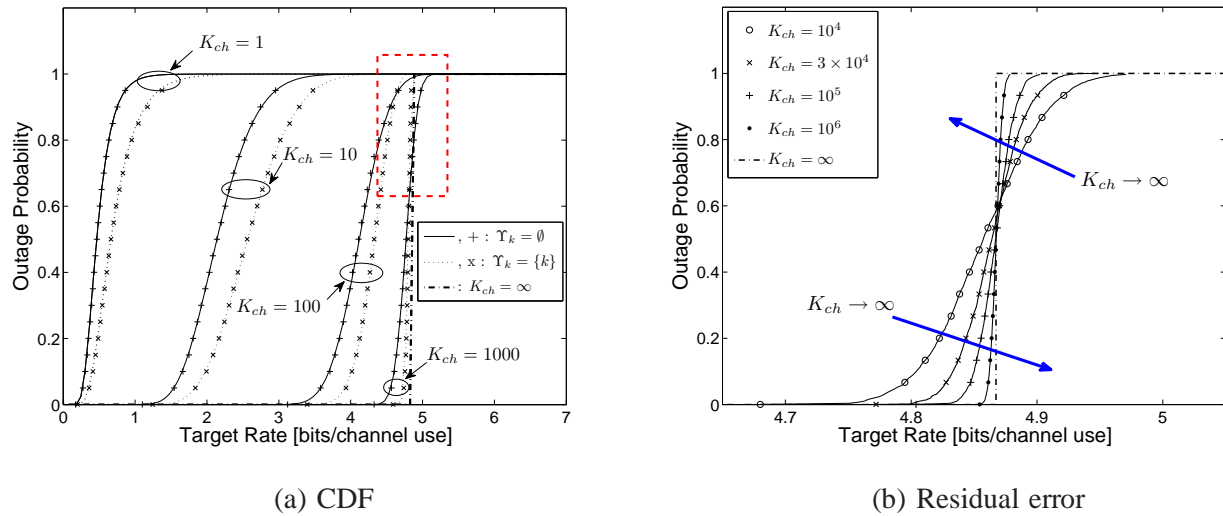 K_{ch} = 1
K_{ch} = 10
K_{ch} = 100
K_{ch} = 1000
, + : Υ_k = ∅
, x : Υ_k = {k}
: K_{ch} = ∞
Outage Probability
0
0.2
0.4
0.6
0.8
1
0 1 2 3 4 5 6 7
Target Rate [bits/channel use]
(a) CDF
K_{ch} = 10^4
K_{ch} = 3 × 10^4
K_{ch} = 10^5
K_{ch} = 10^6
K_{ch} = ∞
K_{ch} → ∞
K_{ch} → ∞
Outage Probability
0
0.2
0.4
0.6
0.8
1
4.7 4.8 4.9 5
Target Rate [bits/channel use]
(b) Residual error